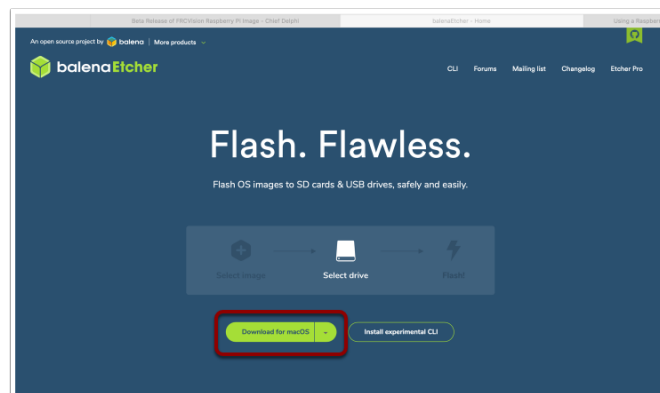 Beta Release of FRCVision Raspberry Pi Image - Chief Delphi
balenaEtcher - Home
Using a Raspber
An open source project by balena | More products
balenaEtcher
CLI Forums Mailing list Changelog Etcher Pro
Flash. Flawless.
Flash OS images to SD cards & USB drives, safely and easily.
Select image Select drive Flash!
Download for macOS Install experimental CLI